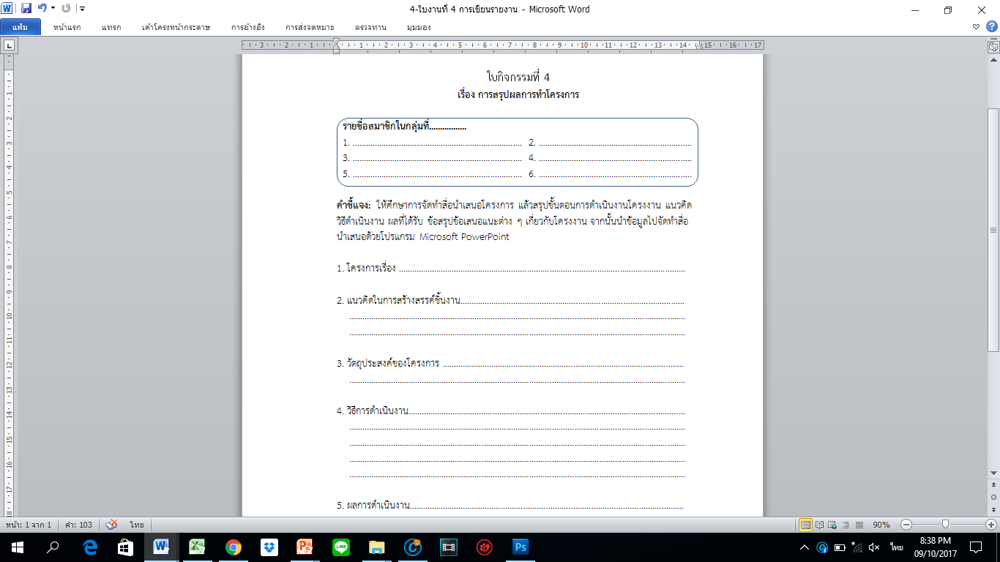 4-ใบงานที่ 4 การเขียนรายงาน - Microsoft Word
แฟ้ม หน้าแรก แทรก เค้าโครงหน้ากระดาษ การอ้างอิง การส่งจดหมาย ตรวจทาน มุมมอง
ใบกิจกรรมที่ 4
เรื่อง การสรุปผลการทำโครงการ
รายชื่อสมาชิกในกลุ่มที่.................
1. ............................................................................. 2. ......................................................................
3. ............................................................................. 4. ......................................................................
5. ............................................................................. 6. ......................................................................
คำชี้แจง: ให้ศึกษาการจัดทำสื่อนำเสนอโครงการ แล้วสรุปขั้นตอนการดำเนินงานโครงงาน แนวคิด
วิธีดำเนินงาน ผลที่ได้รับ ข้อสรุปข้อเสนอแนะต่าง ๆ เกี่ยวกับโครงงาน จากนั้นนำข้อมูลไปจัดทำสื่อ
นำเสนอด้วยโปรแกรม Microsoft PowerPoint
1. โครงการเรื่อง ..................................................................................................................................
2. แนวคิดในการสร้างสรรค์ชิ้นงาน......................................................................................................
3. วัตถุประสงค์ของโครงการ ..............................................................................................................
4. วิธีการดำเนินงาน..............................................................................................................................
5. ผลการดำเนินงาน.............................................................................................................................
หน้า: 1 จาก 1 คำ: 103 ไทย 90%
ไทย 8:38 PM
09/10/2017